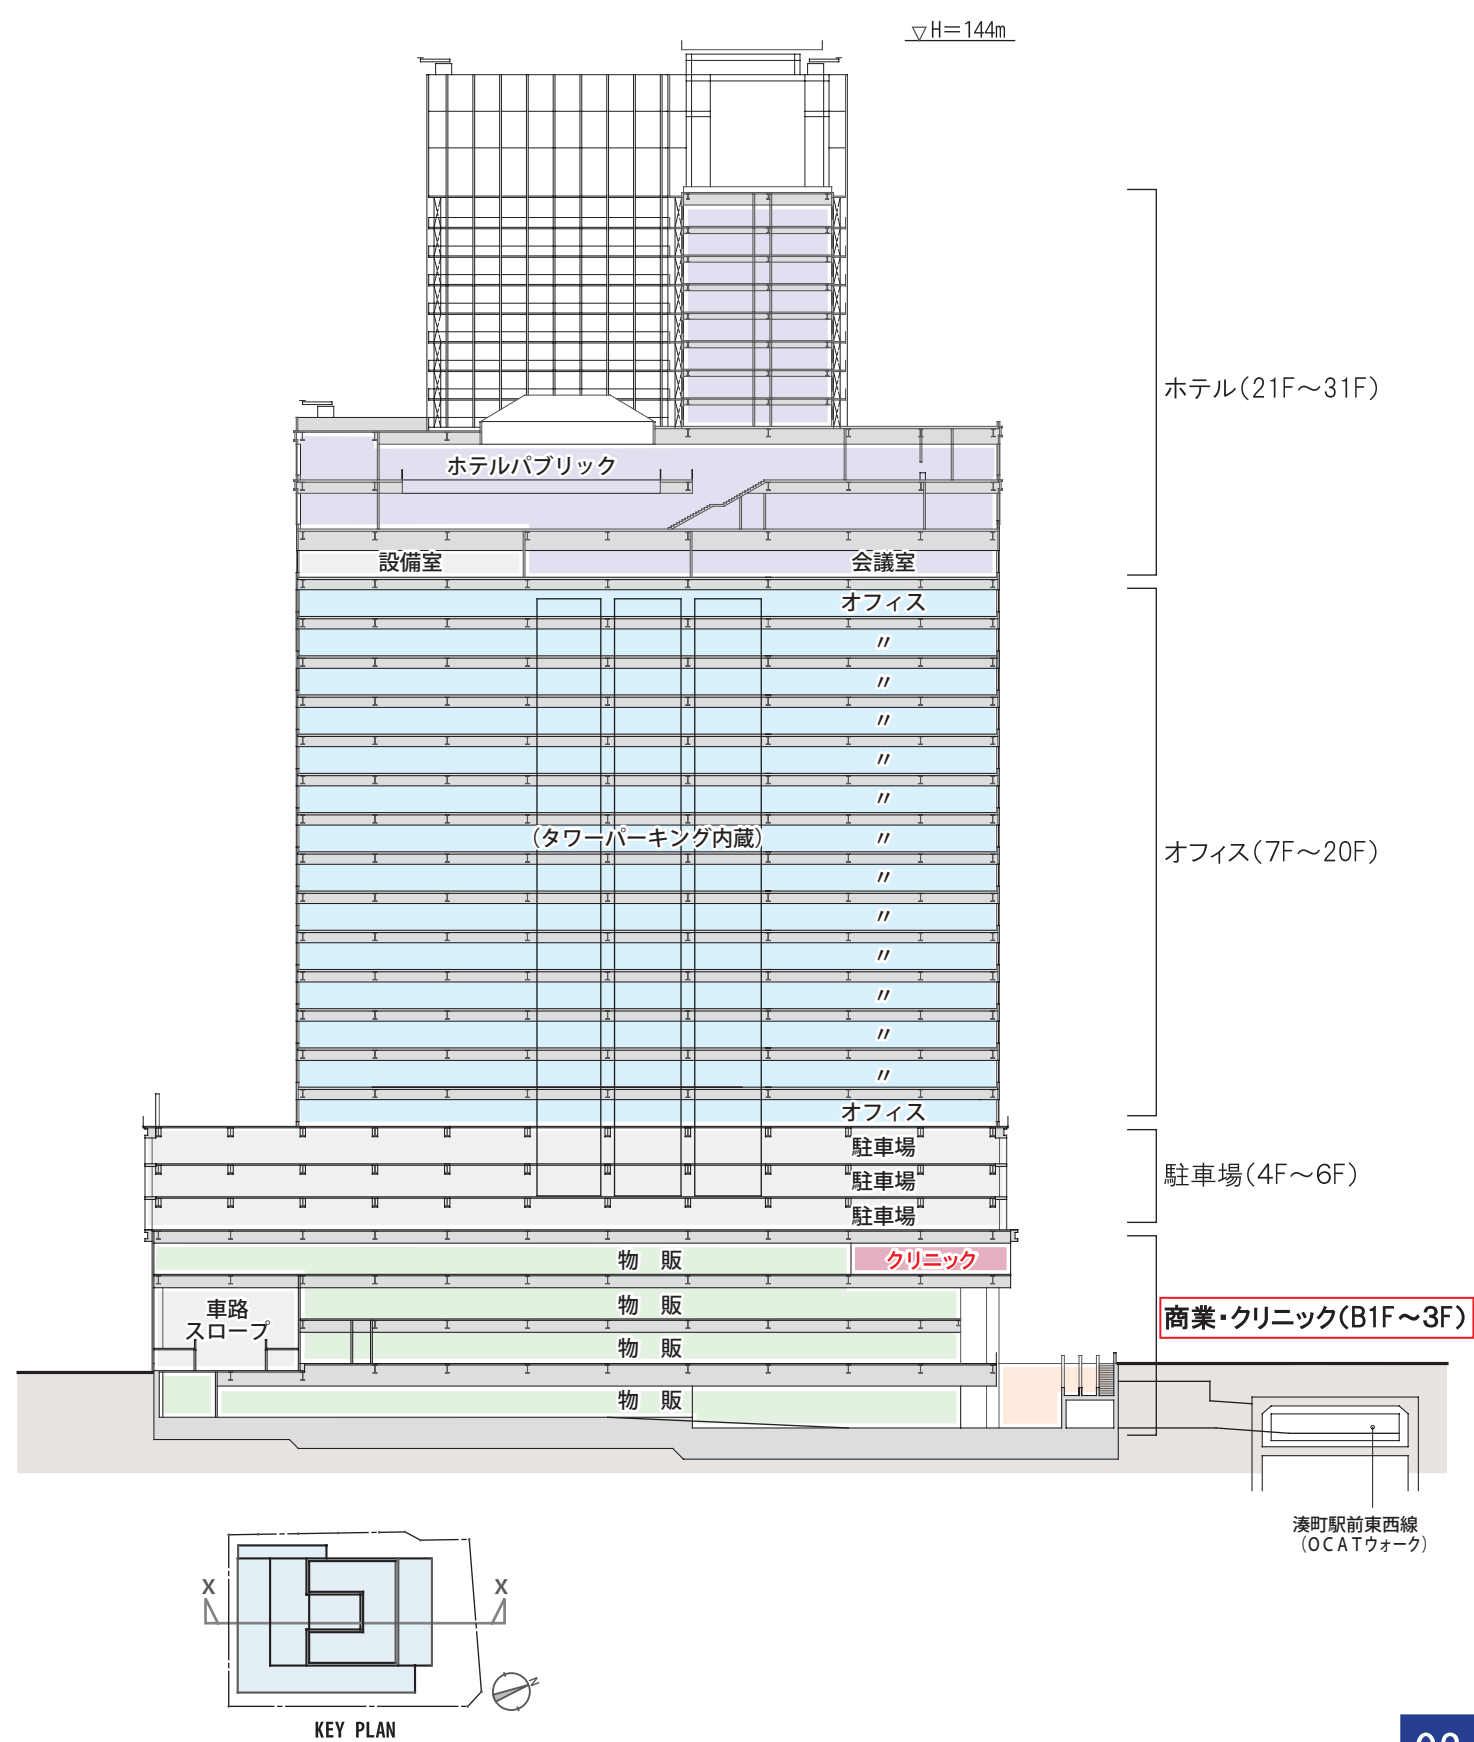 ▽H＝144m
ホテル(21F～31F)
ホテルパブリック
設備室
会議室
オフィス
〃
〃
〃
〃
〃
(タワーパーキング内蔵)
〃
〃
〃
〃
〃
〃
〃
オフィス
オフィス(7F～20F)
駐車場
駐車場
駐車場
駐車場(4F～6F)
物 販
クリニック
物 販
車路
スロープ
物 販
物 販
商業・クリニック(B1F～3F)
湊町駅前東西線
(OCATウォーク)
X
X
N
KEY PLAN